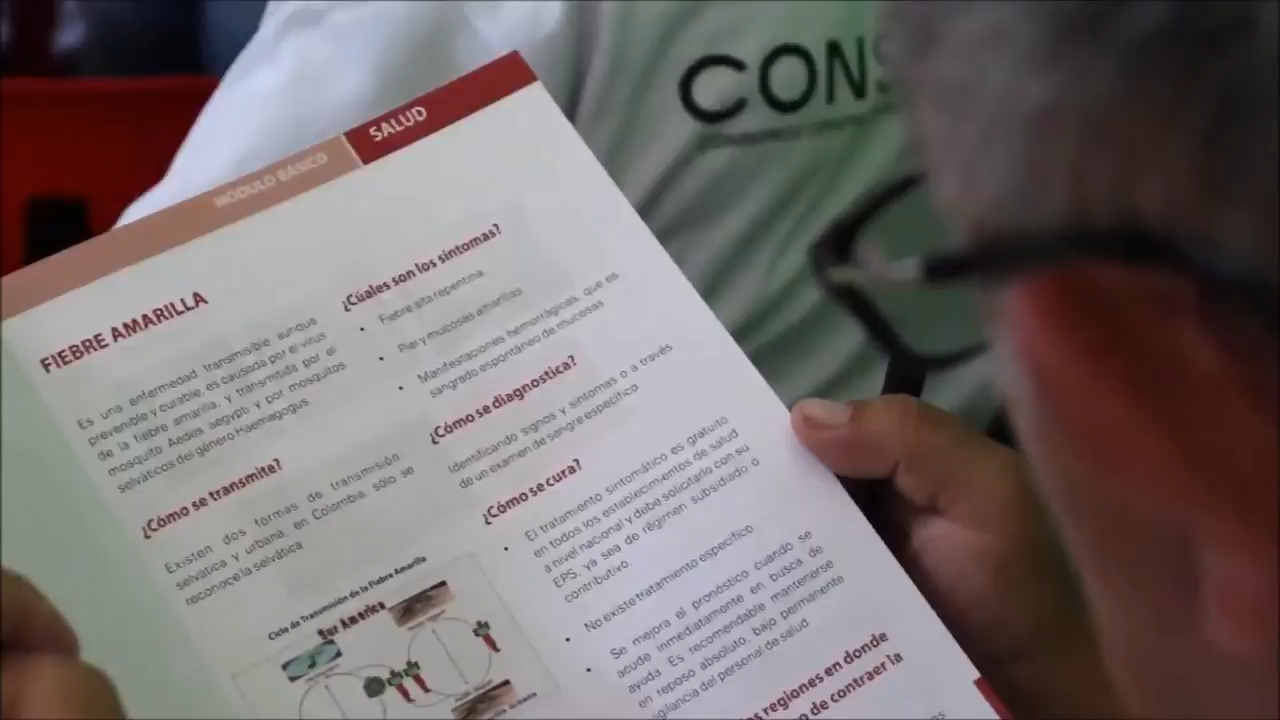 CONS
MÓDULO BÁSICO
SALUD
FIEBRE AMARILLA
Es una enfermedad transmisible aunque
prevenible y curable, es causada por el virus
de la fiebre amarilla, y transmitida por el
mosquito Aedes aegypti y por mosquitos
selváticos del género Haemagogus.
¿Cómo se transmite?
Existen dos formas de transmisión
selvática y urbana, en Colombia, sólo se
reconoce la selvática
Ciclo de Transmisión de la Fiebre Amarilla
Sur America
¿Cúales son los síntomas?
• Fiebre alta repentina
• Piel y mucosas amarillas
• Manifestaciones hemorrágicas, que es
sangrado espontáneo de mucosas
¿Cómo se diagnostica?
Identificando signos y síntomas o a través
de un examen de sangre específico
¿Cómo se cura?
• El tratamiento sintomático es gratuito
en todos los establecimientos de salud
a nivel nacional y debe solicitarlo con su
EPS, ya sea de régimen subsidiado o
contributivo.
• No existe tratamiento específico
• Se mejora el pronóstico cuando se
acude inmediatamente en busca de
ayuda. Es recomendable mantenerse
en reposo absoluto, bajo permanente
vigilancia del personal de salud
regiones en donde
de contraer la